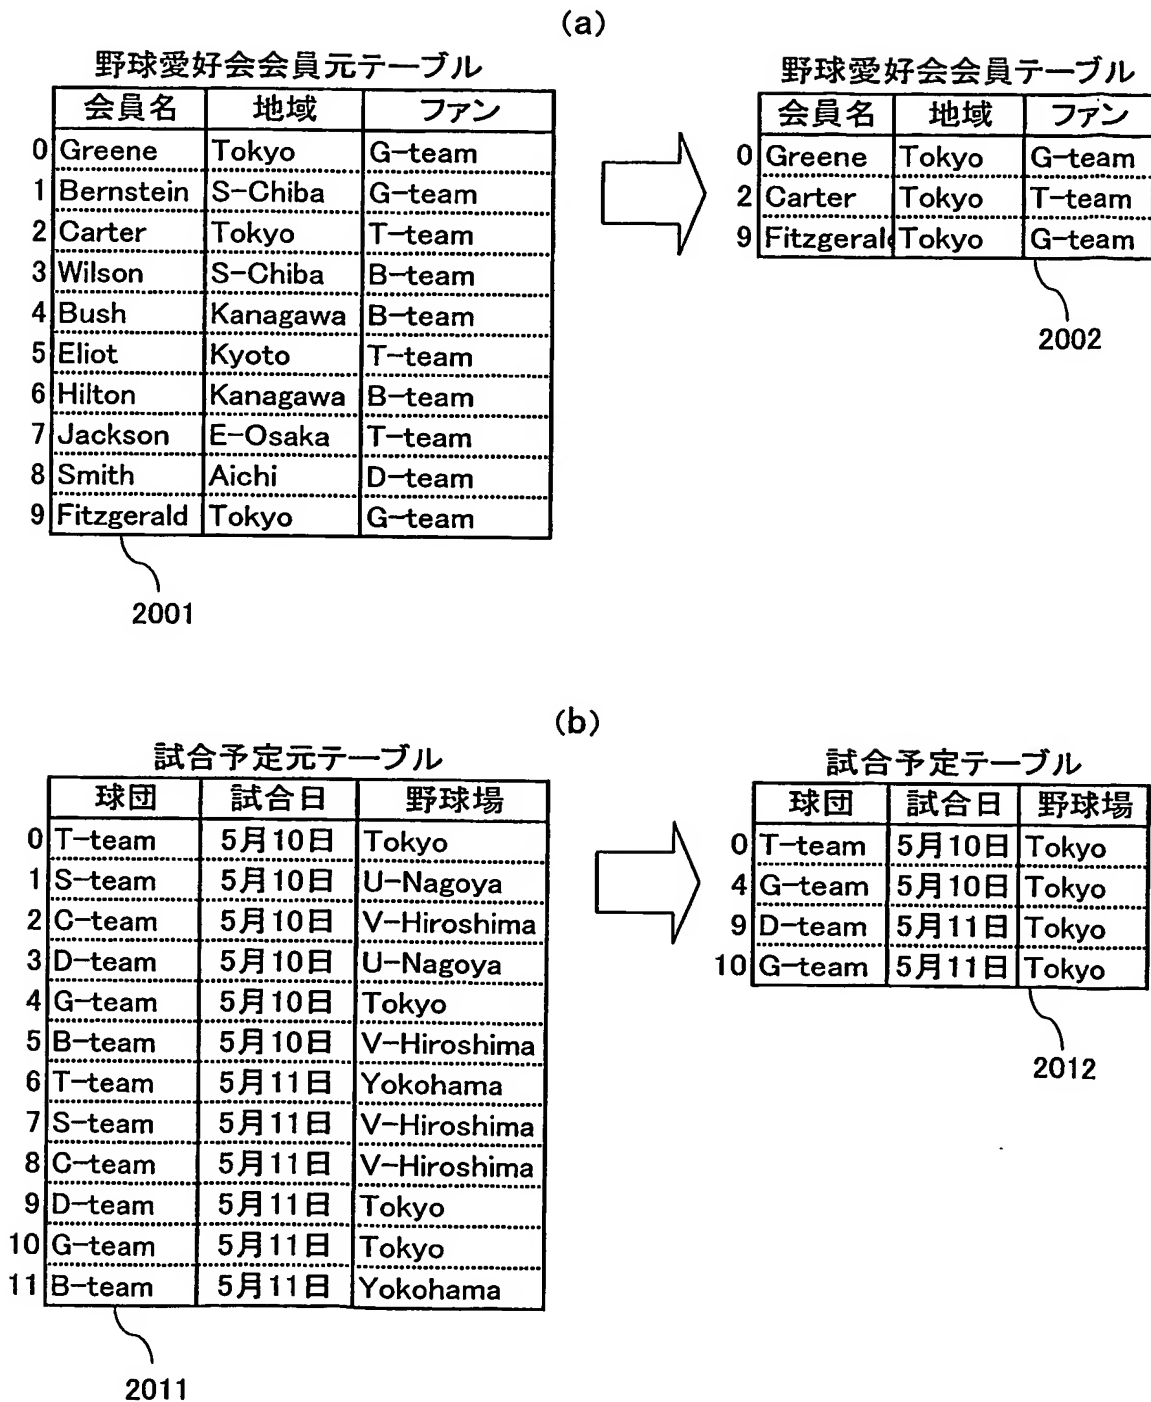 (a)
野球愛好会会員元テーブル
会員名 地域 ファン
0 Greene Tokyo G-team
1 Bernstein S-Chiba G-team
2 Carter Tokyo T-team
3 Wilson S-Chiba B-team
4 Bush Kanagawa B-team
5 Eliot Kyoto T-team
6 Hilton Kanagawa B-team
7 Jackson E-Osaka T-team
8 Smith Aichi D-team
9 Fitzgerald Tokyo G-team
2001
野球愛好会会員テーブル
会員名 地域 ファン
0 Greene Tokyo G-team
2 Carter Tokyo T-team
9 Fitzgerald Tokyo G-team
2002
(b)
試合予定元テーブル
球団 試合日 野球場
0 T-team 5月10日 Tokyo
1 S-team 5月10日 U-Nagoya
2 C-team 5月10日 V-Hiroshima
3 D-team 5月10日 U-Nagoya
4 G-team 5月10日 Tokyo
5 B-team 5月10日 V-Hiroshima
6 T-team 5月11日 Yokohama
7 S-team 5月11日 V-Hiroshima
8 C-team 5月11日 V-Hiroshima
9 D-team 5月11日 Tokyo
10 G-team 5月11日 Tokyo
11 B-team 5月11日 Yokohama
2011
試合予定テーブル
球団 試合日 野球場
0 T-team 5月10日 Tokyo
4 G-team 5月10日 Tokyo
9 D-team 5月11日 Tokyo
10 G-team 5月11日 Tokyo
2012